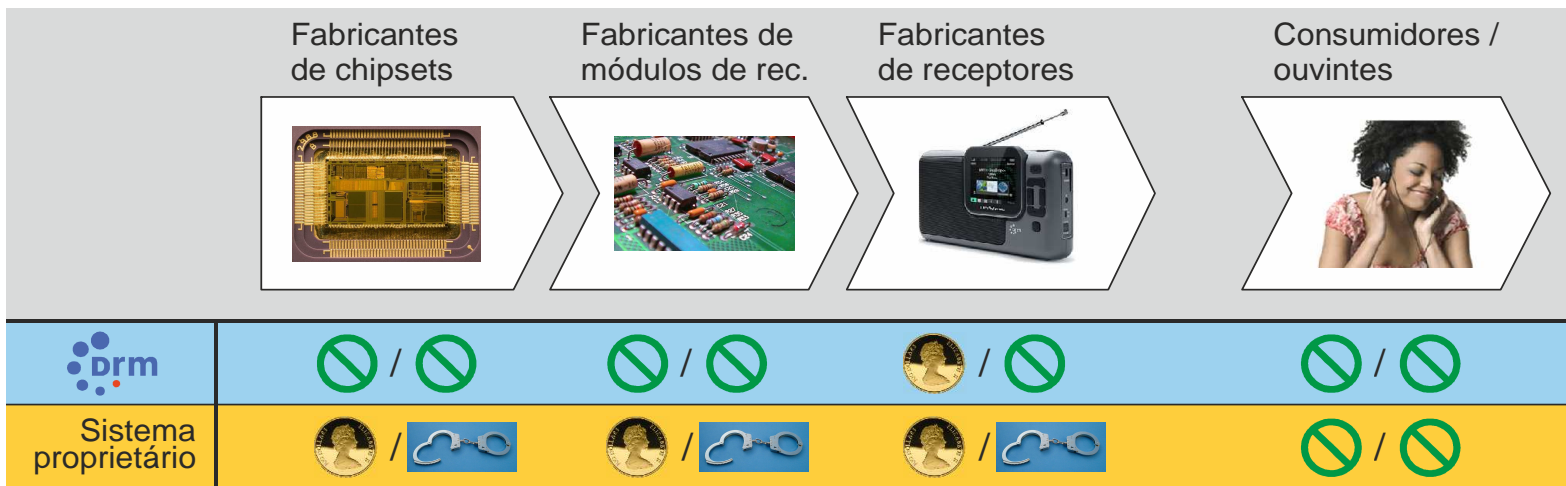 Fabricantes
de chipsets
Fabricantes de
módulos de rec.
Fabricantes
de receptores
Consumidores /
ouvintes
DRM
/
/
/
/
Sistema
proprietário
/
/
/
/